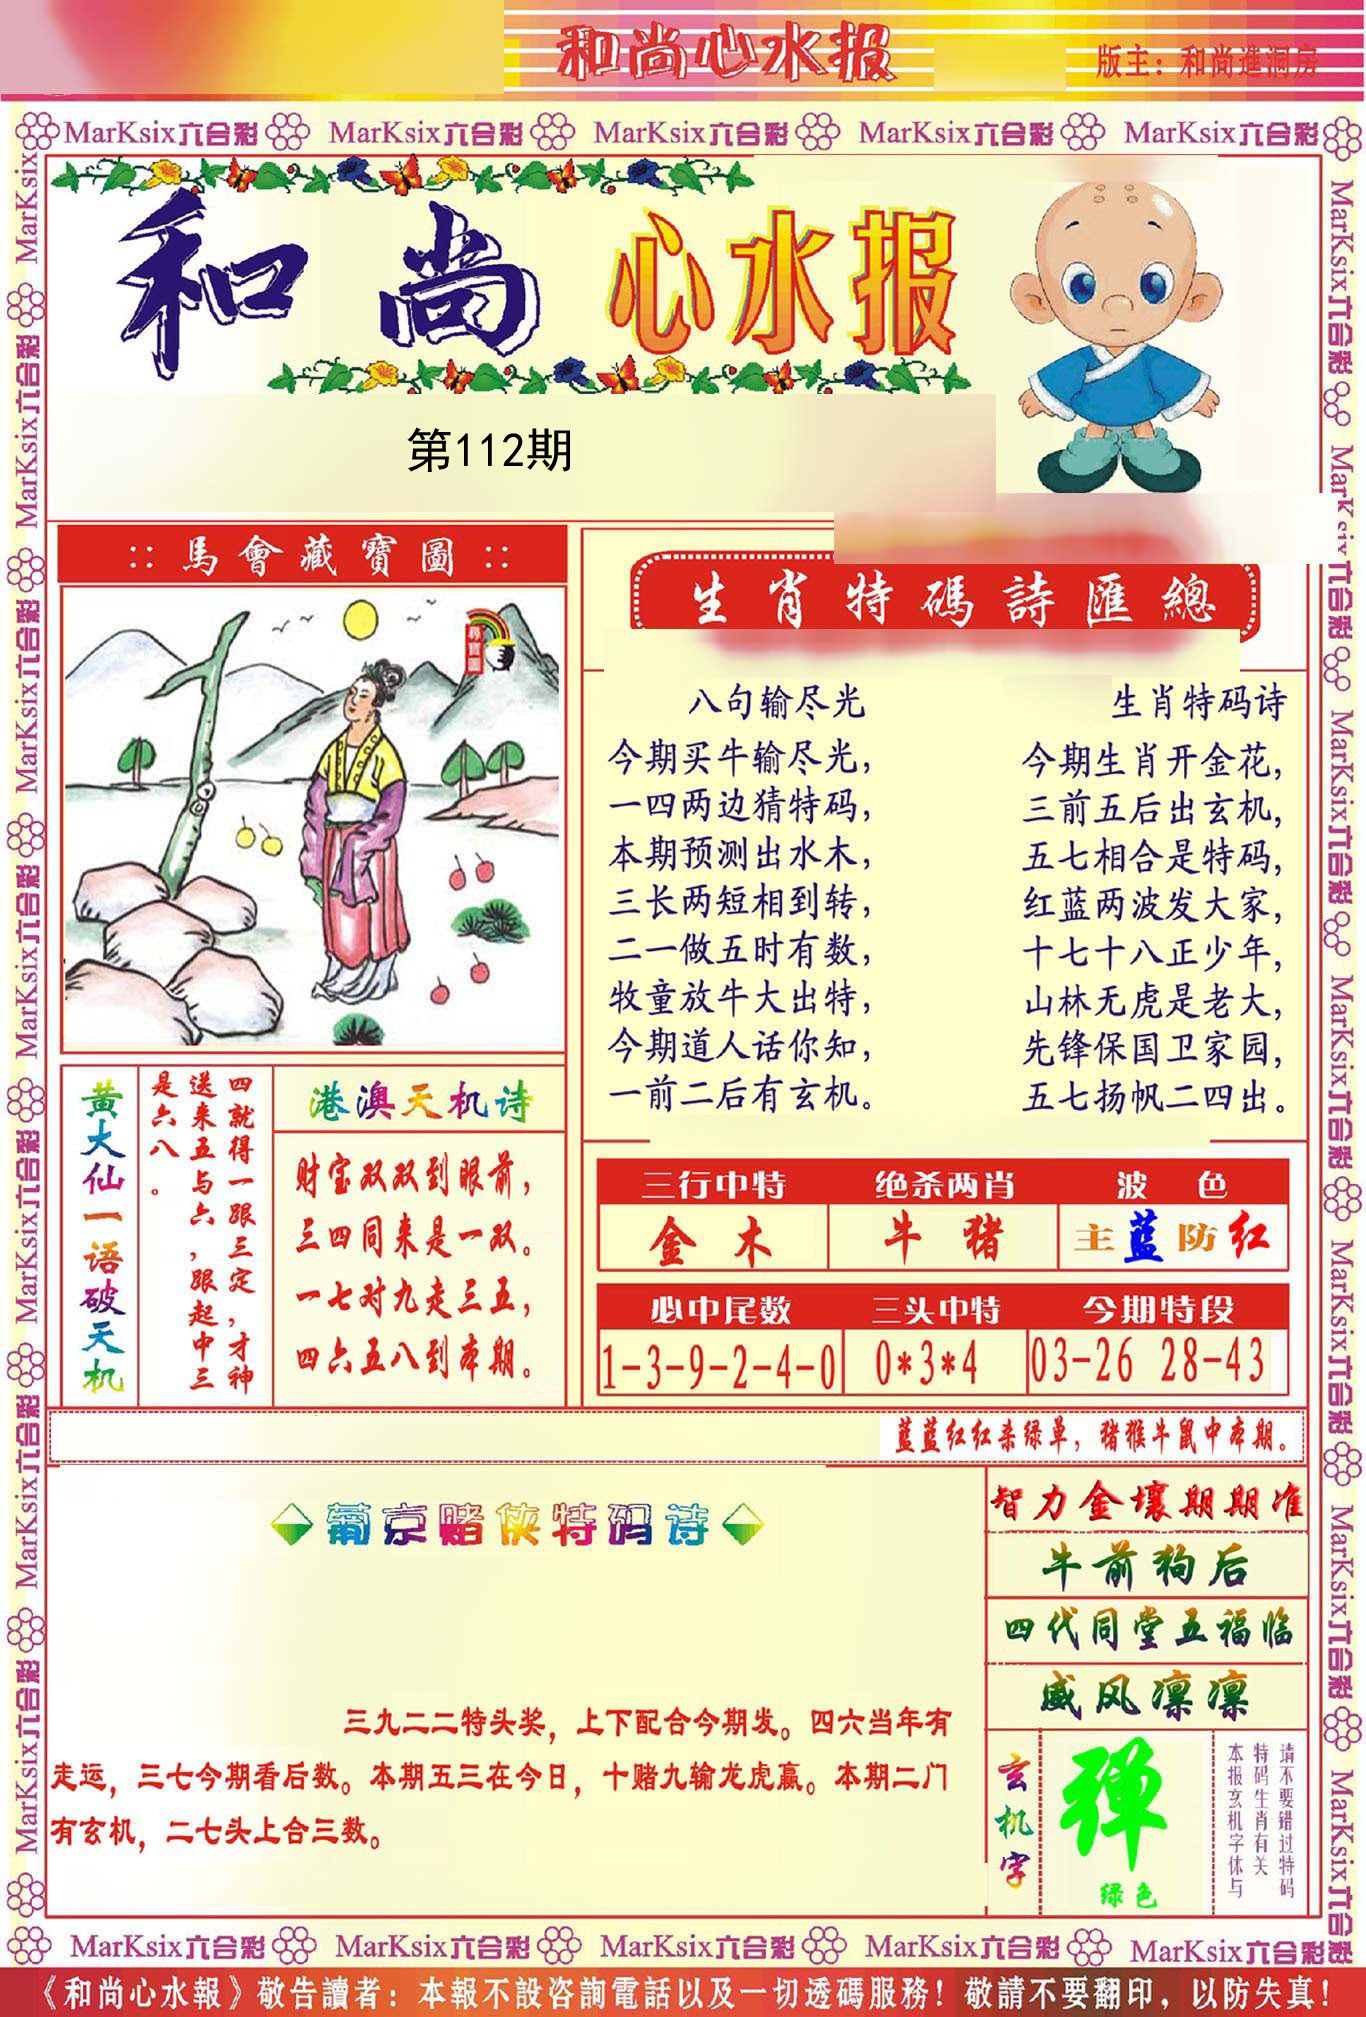 和尚心水报
版主：和尚進洞房
MarKsix六合彩 MarKsix六合彩 MarKsix六合彩 MarKsix六合彩 MarKsix六合彩
和尚心水报
第112期
:: 馬會藏寶圖 ::
尋寶圖
生肖特碼詩匯總
八句输尽光
今期买牛输尽光，
一四两边猜特码，
本期预测出水木，
三长两短相到转，
二一做五时有数，
牧童放牛大出特，
今期道人话你知，
一前二后有玄机。
生肖特码诗
今期生肖开金花，
三前五后出玄机，
五七相合是特码，
红蓝两波发大家，
十七十八正少年，
山林无虎是老大，
先锋保国卫家园，
五七扬帆二四出。
黄大仙一语破天机
四就得一跟三定，才神
送来五与六，跟起中三
是六八。
港澳天机诗
财宝双双到眼前，
三四同来是一双。
一七对九走三五，
四六五八到本期。
三行中特 绝杀两肖 波 色
金 木 牛 猪 主蓝防红
必中尾数 三头中特 今期特段
1-3-9-2-4-0 0*3*4 03-26 28-43
蓝蓝红红杀绿单，猪猴牛鼠中本期。
葡京赌侠特码诗
三九二二特头奖，上下配合今期发。四六当年有
走运，三七今期看后数。本期五三在今日，十赌九输龙虎赢。本期二门
有玄机，二七头上合三数。
智力金壤期期准
牛前狗后
四代同堂五福临
威风凛凛
玄机字
弹
绿色
请不要错过特码
特码生肖有关
本报玄机字体与
MarKsix六合彩 MarKsix六合彩 MarKsix六合彩 MarKsix六合彩 MarKsix六合彩
《和尚心水報》敬告讀者：本報不設咨詢電話以及一切透碼服務！敬請不要翻印，以防失真！